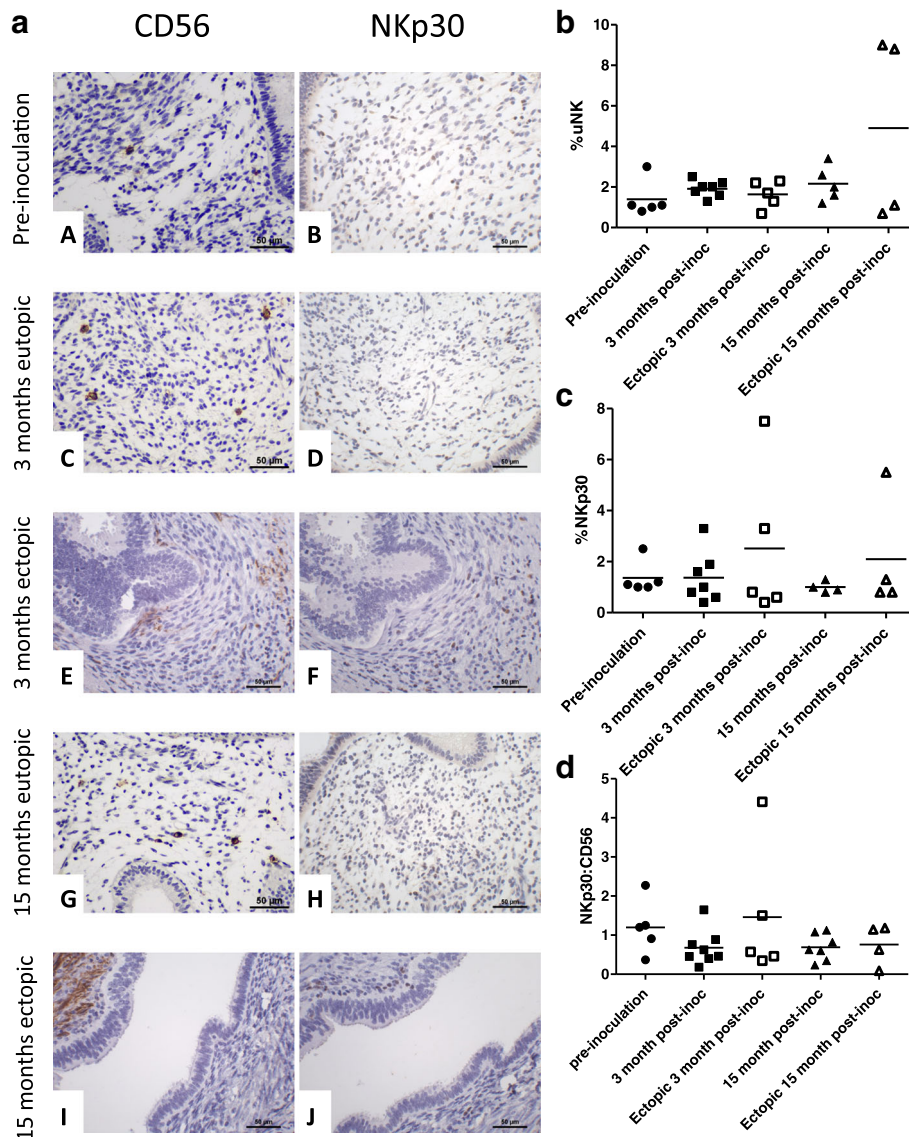 a
CD56
NKp30
Pre-inoculation
A
50 µm
B
50 µm
3 months eutopic
C
50 µm
D
50 µm
3 months ectopic
E
50 µm
F
50 µm
15 months eutopic
G
50 µm
H
50 µm
15 months ectopic
I
50 µm
J
50 µm
b
%uNK
10
8
6
4
2
0
Pre-inoculation
3 months post-inoc
Ectopic 3 months post-inoc
15 months post-inoc
Ectopic 15 months post-inoc
c
%NKp30
8
6
4
2
0
Pre-inoculation
3 months post-inoc
Ectopic 3 months post-inoc
15 months post-inoc
Ectopic 15 months post-inoc
d
NKp30:CD56
5
4
3
2
1
0
pre-inoculation
3 month post-inoc
Ectopic 3 month post-inoc
15 month post-inoc
Ectopic 15 month post-inoc